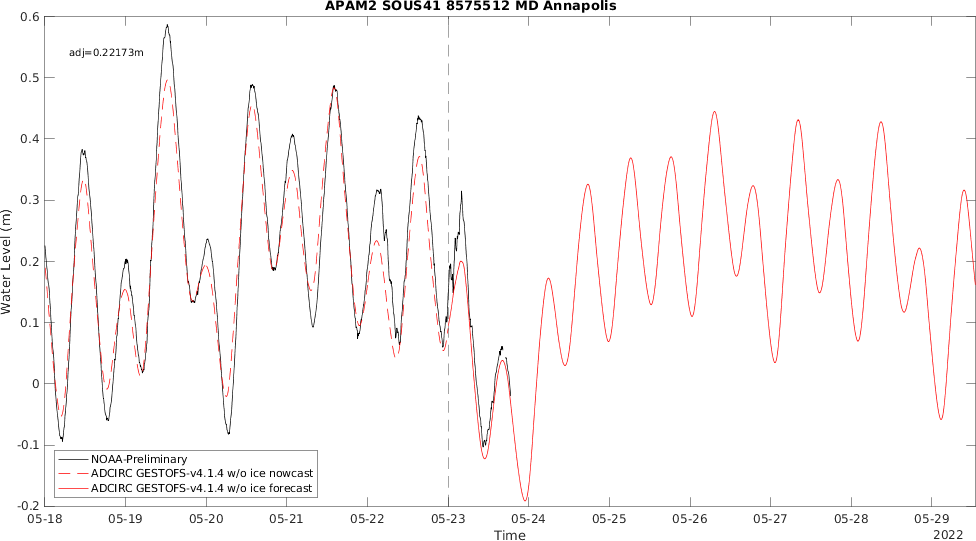 APAM2 SOUS41 8575512 MD Annapolis
adj=0.22173m
Water Level (m)
0.6
0.5
0.4
0.3
0.2
0.1
0
-0.1
-0.2
NOAA-Preliminary
ADCIRC GESTOFS-v4.1.4 w/o ice nowcast
ADCIRC GESTOFS-v4.1.4 w/o ice forecast
05-18 05-19 05-20 05-21 05-22 05-23 05-24 05-25 05-26 05-27 05-28 05-29
Time
2022